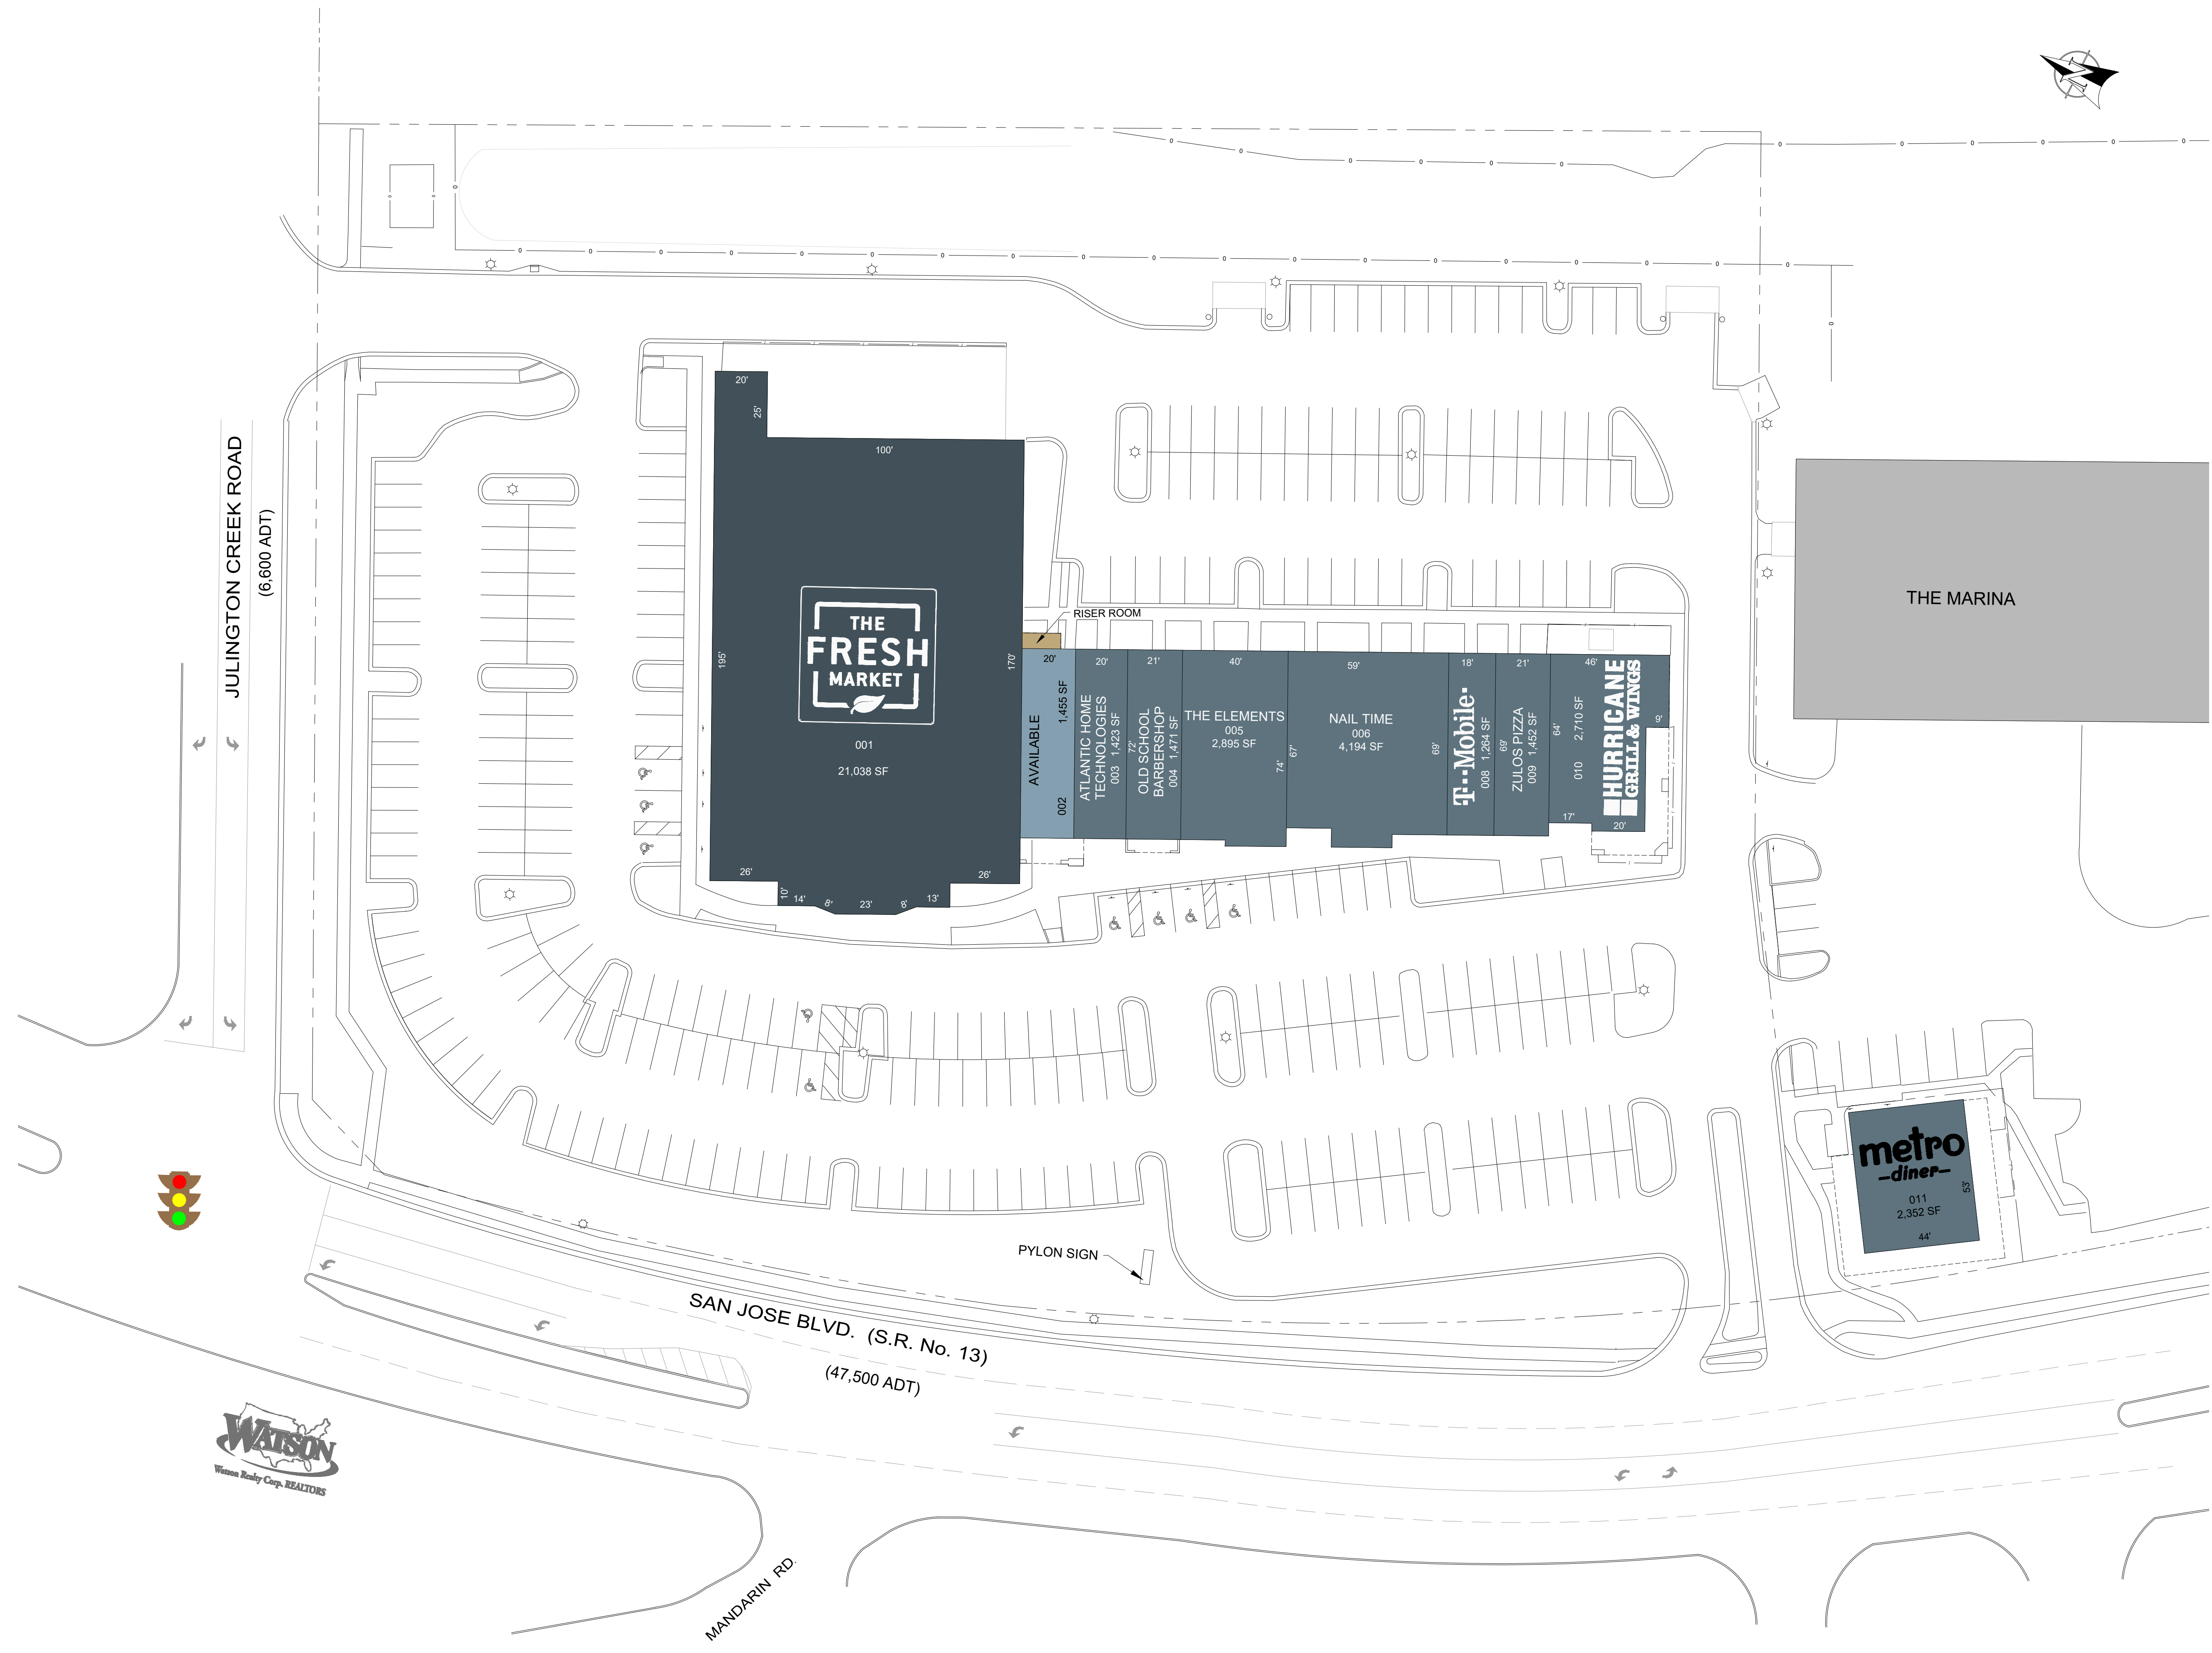 N
JULINGTON CREEK ROAD
(6,600 ADT)
20'
25'
100'
195'
170'
THE
FRESH
MARKET
001
21,038 SF
26'
10'
14'
8'
23'
8'
13'
26'
RISER ROOM
20'
AVAILABLE
002 1,455 SF
20'
ATLANTIC HOME
TECHNOLOGIES
003 1,423 SF
72'
21'
OLD SCHOOL
BARBERSHOP
004 1,471 SF
40'
THE ELEMENTS
005
2,895 SF
74'
67'
59'
NAIL TIME
006
4,194 SF
69'
18'
T··Mobile·
008 1,264 SF
69'
21'
ZULOS PIZZA
009 1,452 SF
64'
46'
010 2,710 SF
HURRICANE
GRILL & WINGS
9'
17'
20'
THE MARINA
metro
–diner–
011
2,352 SF
53'
44'
PYLON SIGN
SAN JOSE BLVD. (S.R. No. 13)
(47,500 ADT)
WATSON
Watson Realty Corp. REALTORS
MANDARIN RD.